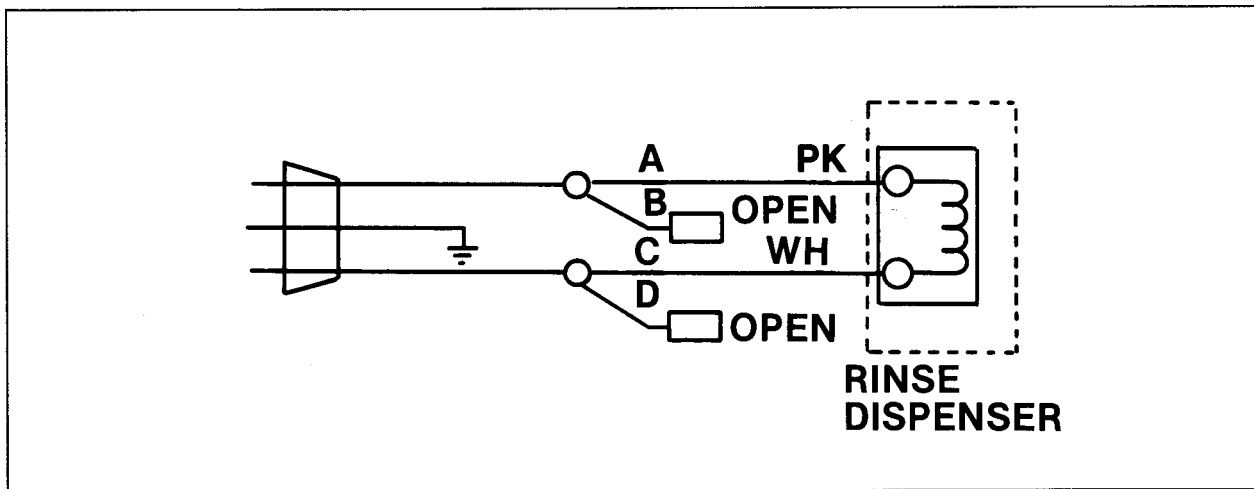 A PK
B OPEN
C WH
D OPEN
RINSE
DISPENSER